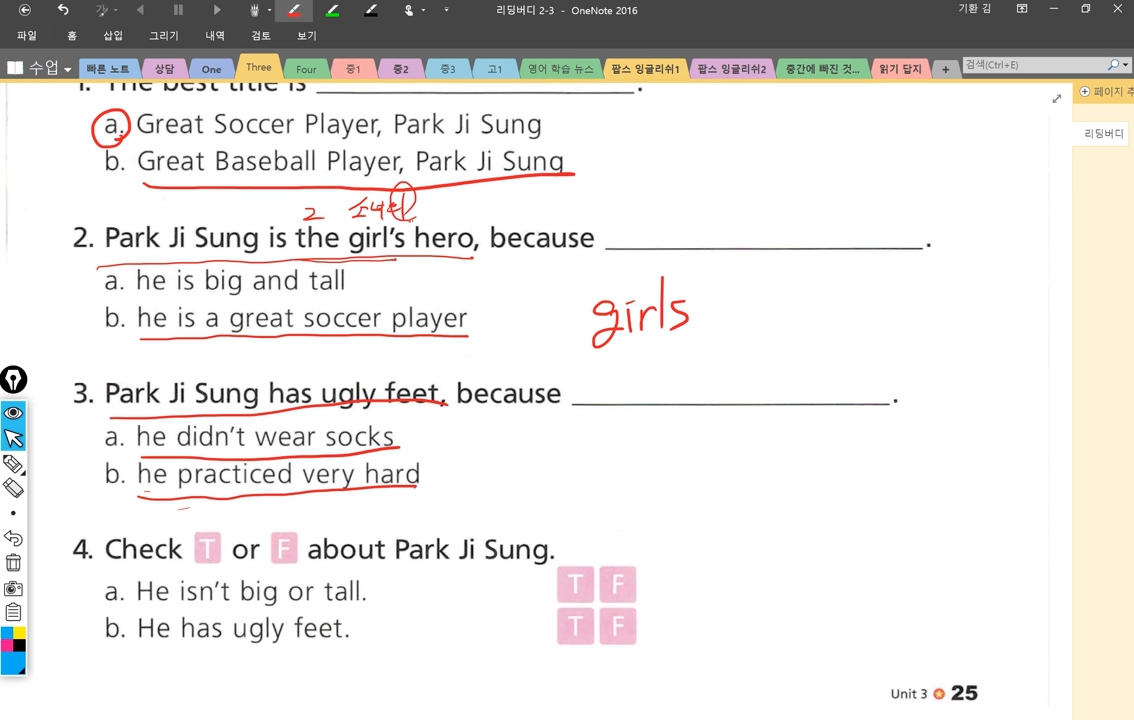 리딩버디 2-3 - OneNote 2016
기환 김
파일 홈 삽입 그리기 내역 검토 보기
수업 빠른 노트 상담 One Three Four 중1 중2 중3 고1 영어 학습 뉴스 팝스 잉글리쉬1 팝스 잉글리쉬2 중간에 빠진 것... 읽기 답지 + 검색(Ctrl+E)
페이지 추
리딩버디
1. The best title is ____________________.
a. Great Soccer Player, Park Ji Sung
b. Great Baseball Player, Park Ji Sung
2. Park Ji Sung is the girl's hero, because ____________________.
a. he is big and tall
b. he is a great soccer player
girls
3. Park Ji Sung has ugly feet, because ____________________.
a. he didn't wear socks
b. he practiced very hard
4. Check T or F about Park Ji Sung.
a. He isn't big or tall. T F
b. He has ugly feet. T F
Unit 3 25